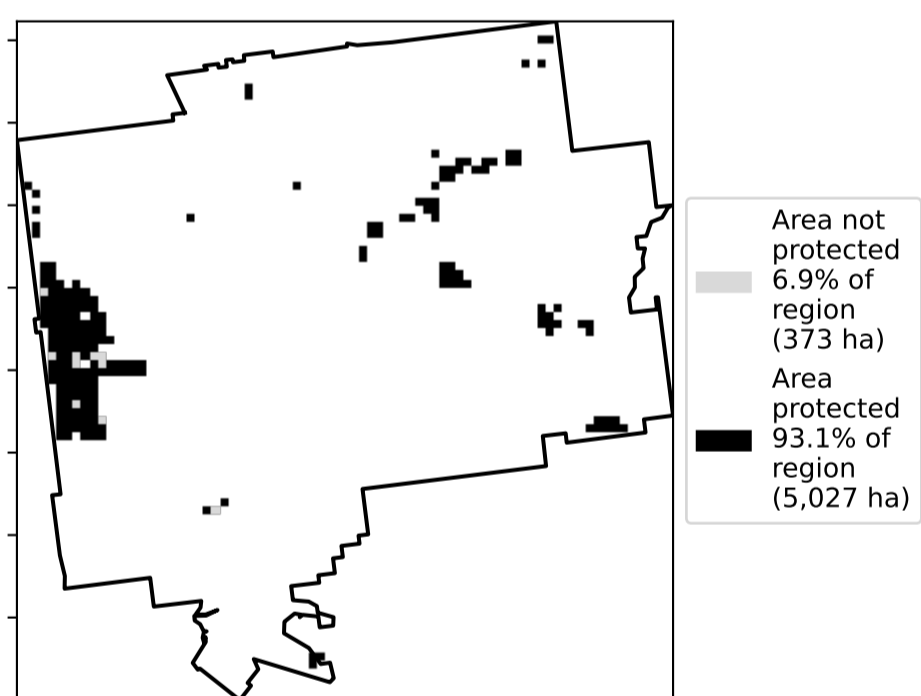 Area not
protected
6.9% of
region
(373 ha)
Area
protected
93.1% of
region
(5,027 ha)